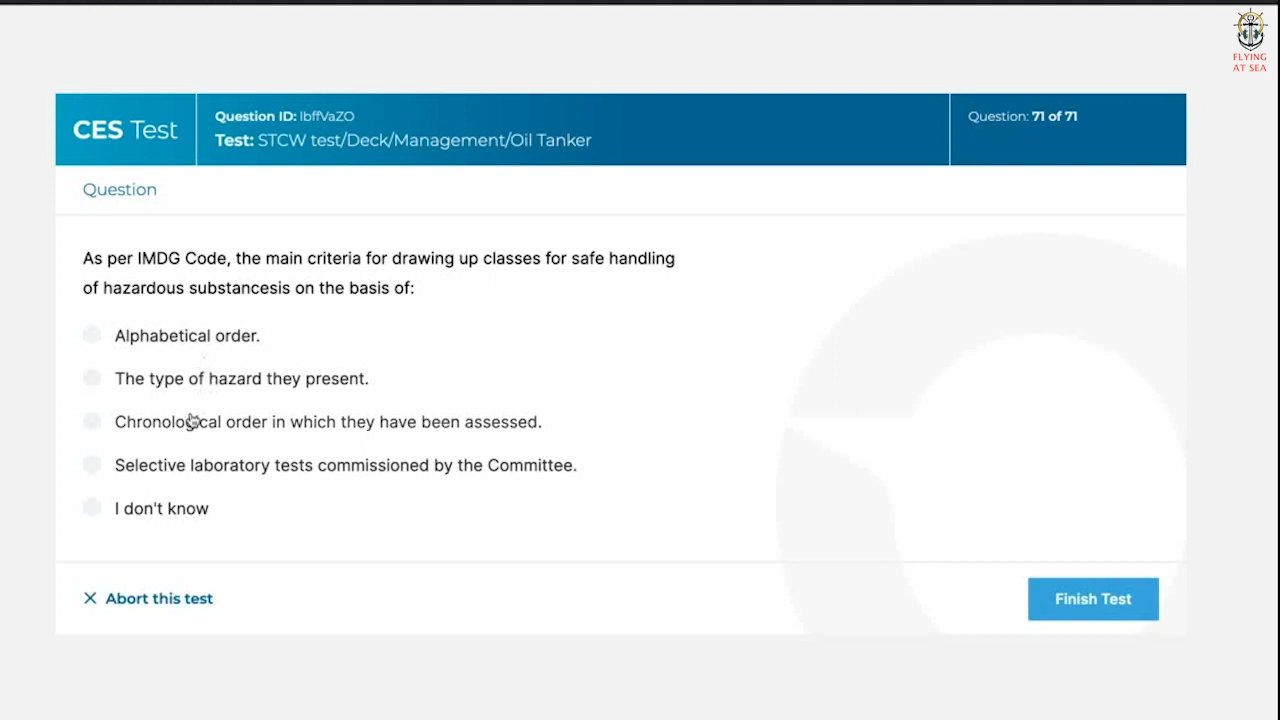 FLYING
AT SEA
CES Test
Question ID: lbffVaZO
Test: STCW test/Deck/Management/Oil Tanker
Question: 71 of 71
Question
As per IMDG Code, the main criteria for drawing up classes for safe handling
of hazardous substancesis on the basis of:
Alphabetical order.
The type of hazard they present.
Chronological order in which they have been assessed.
Selective laboratory tests commissioned by the Committee.
I don't know
Abort this test
Finish Test